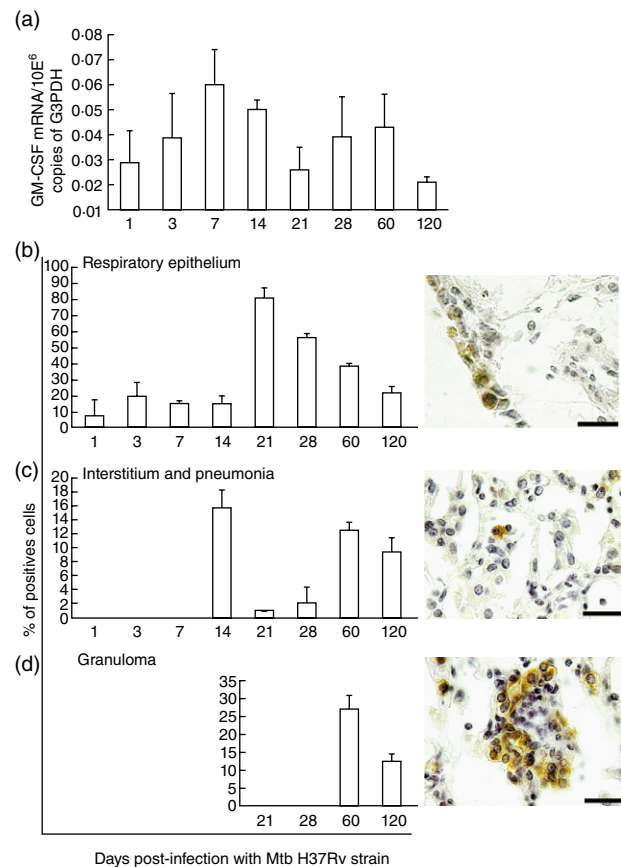 (a)
GM-CSF mRNA/10E⁶
copies of G3PDH
0·08
0·07
0·06
0·05
0·04
0·03
0·02
0·01
1 3 7 14 21 28 60 120
(b)
Respiratory epithelium
100
90
80
70
60
50
40
30
20
10
0
1 3 7 14 21 28 60 120
(c)
Interstitium and pneumonia
20
18
16
14
12
10
8
6
4
2
0
1 3 7 14 21 28 60 120
% of positives cells
(d)
Granuloma
35
30
25
20
15
10
5
0
21 28 60 120
Days post-infection with Mtb H37Rv strain